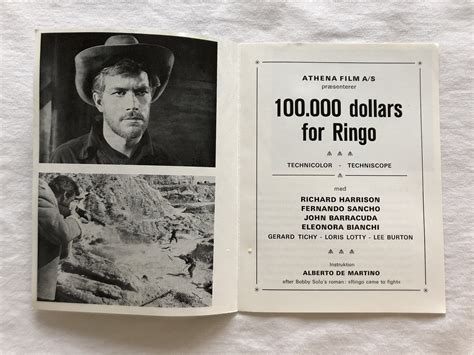 ATHENA FILM A/S
præsenterer
100.000 dollars
for Ringo
TECHNICOLOR - TECHNISCOPE
med
RICHARD HARRISON
FERNANDO SANCHO
JOHN BARRACUDA
ELEONORA BIANCHI
GERARD TICHY - LORIS LOTTY - LEE BURTON
Instruktion
ALBERTO DE MARTINO
efter Bobby Solo's roman: »Ringo came to fight«